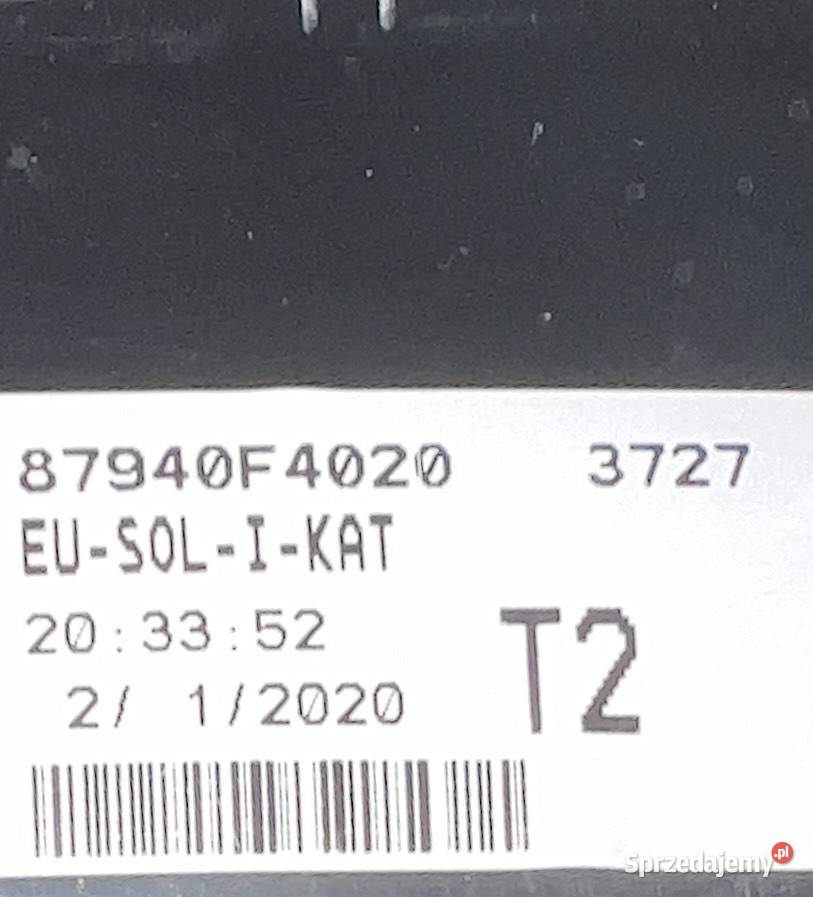 87940F4020 3727
EU-SOL-I-KAT
20:33:52
T2
2/ 1/2020
Sprzedajemy.pl